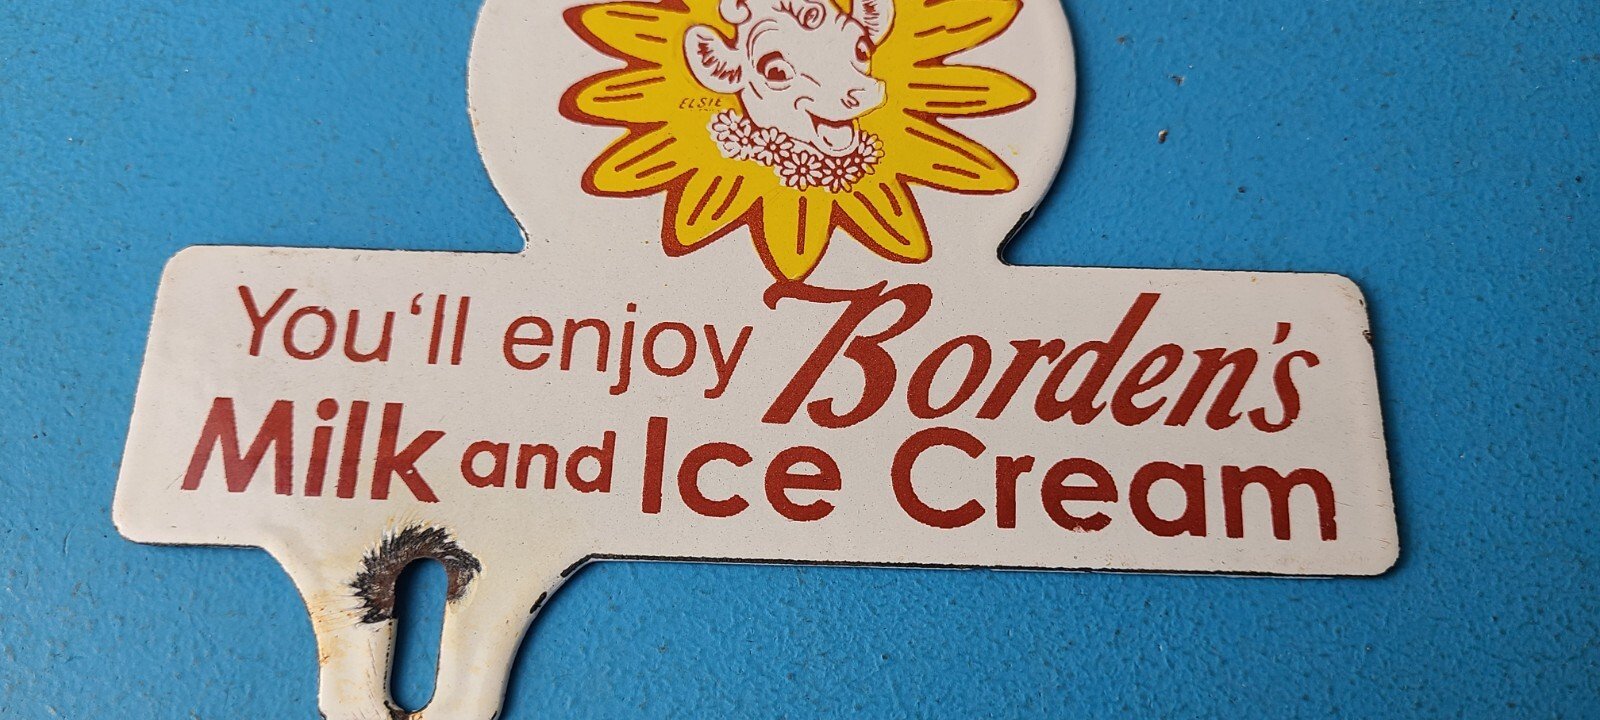 ELSIE
You'll enjoy Borden's
Milk and Ice Cream